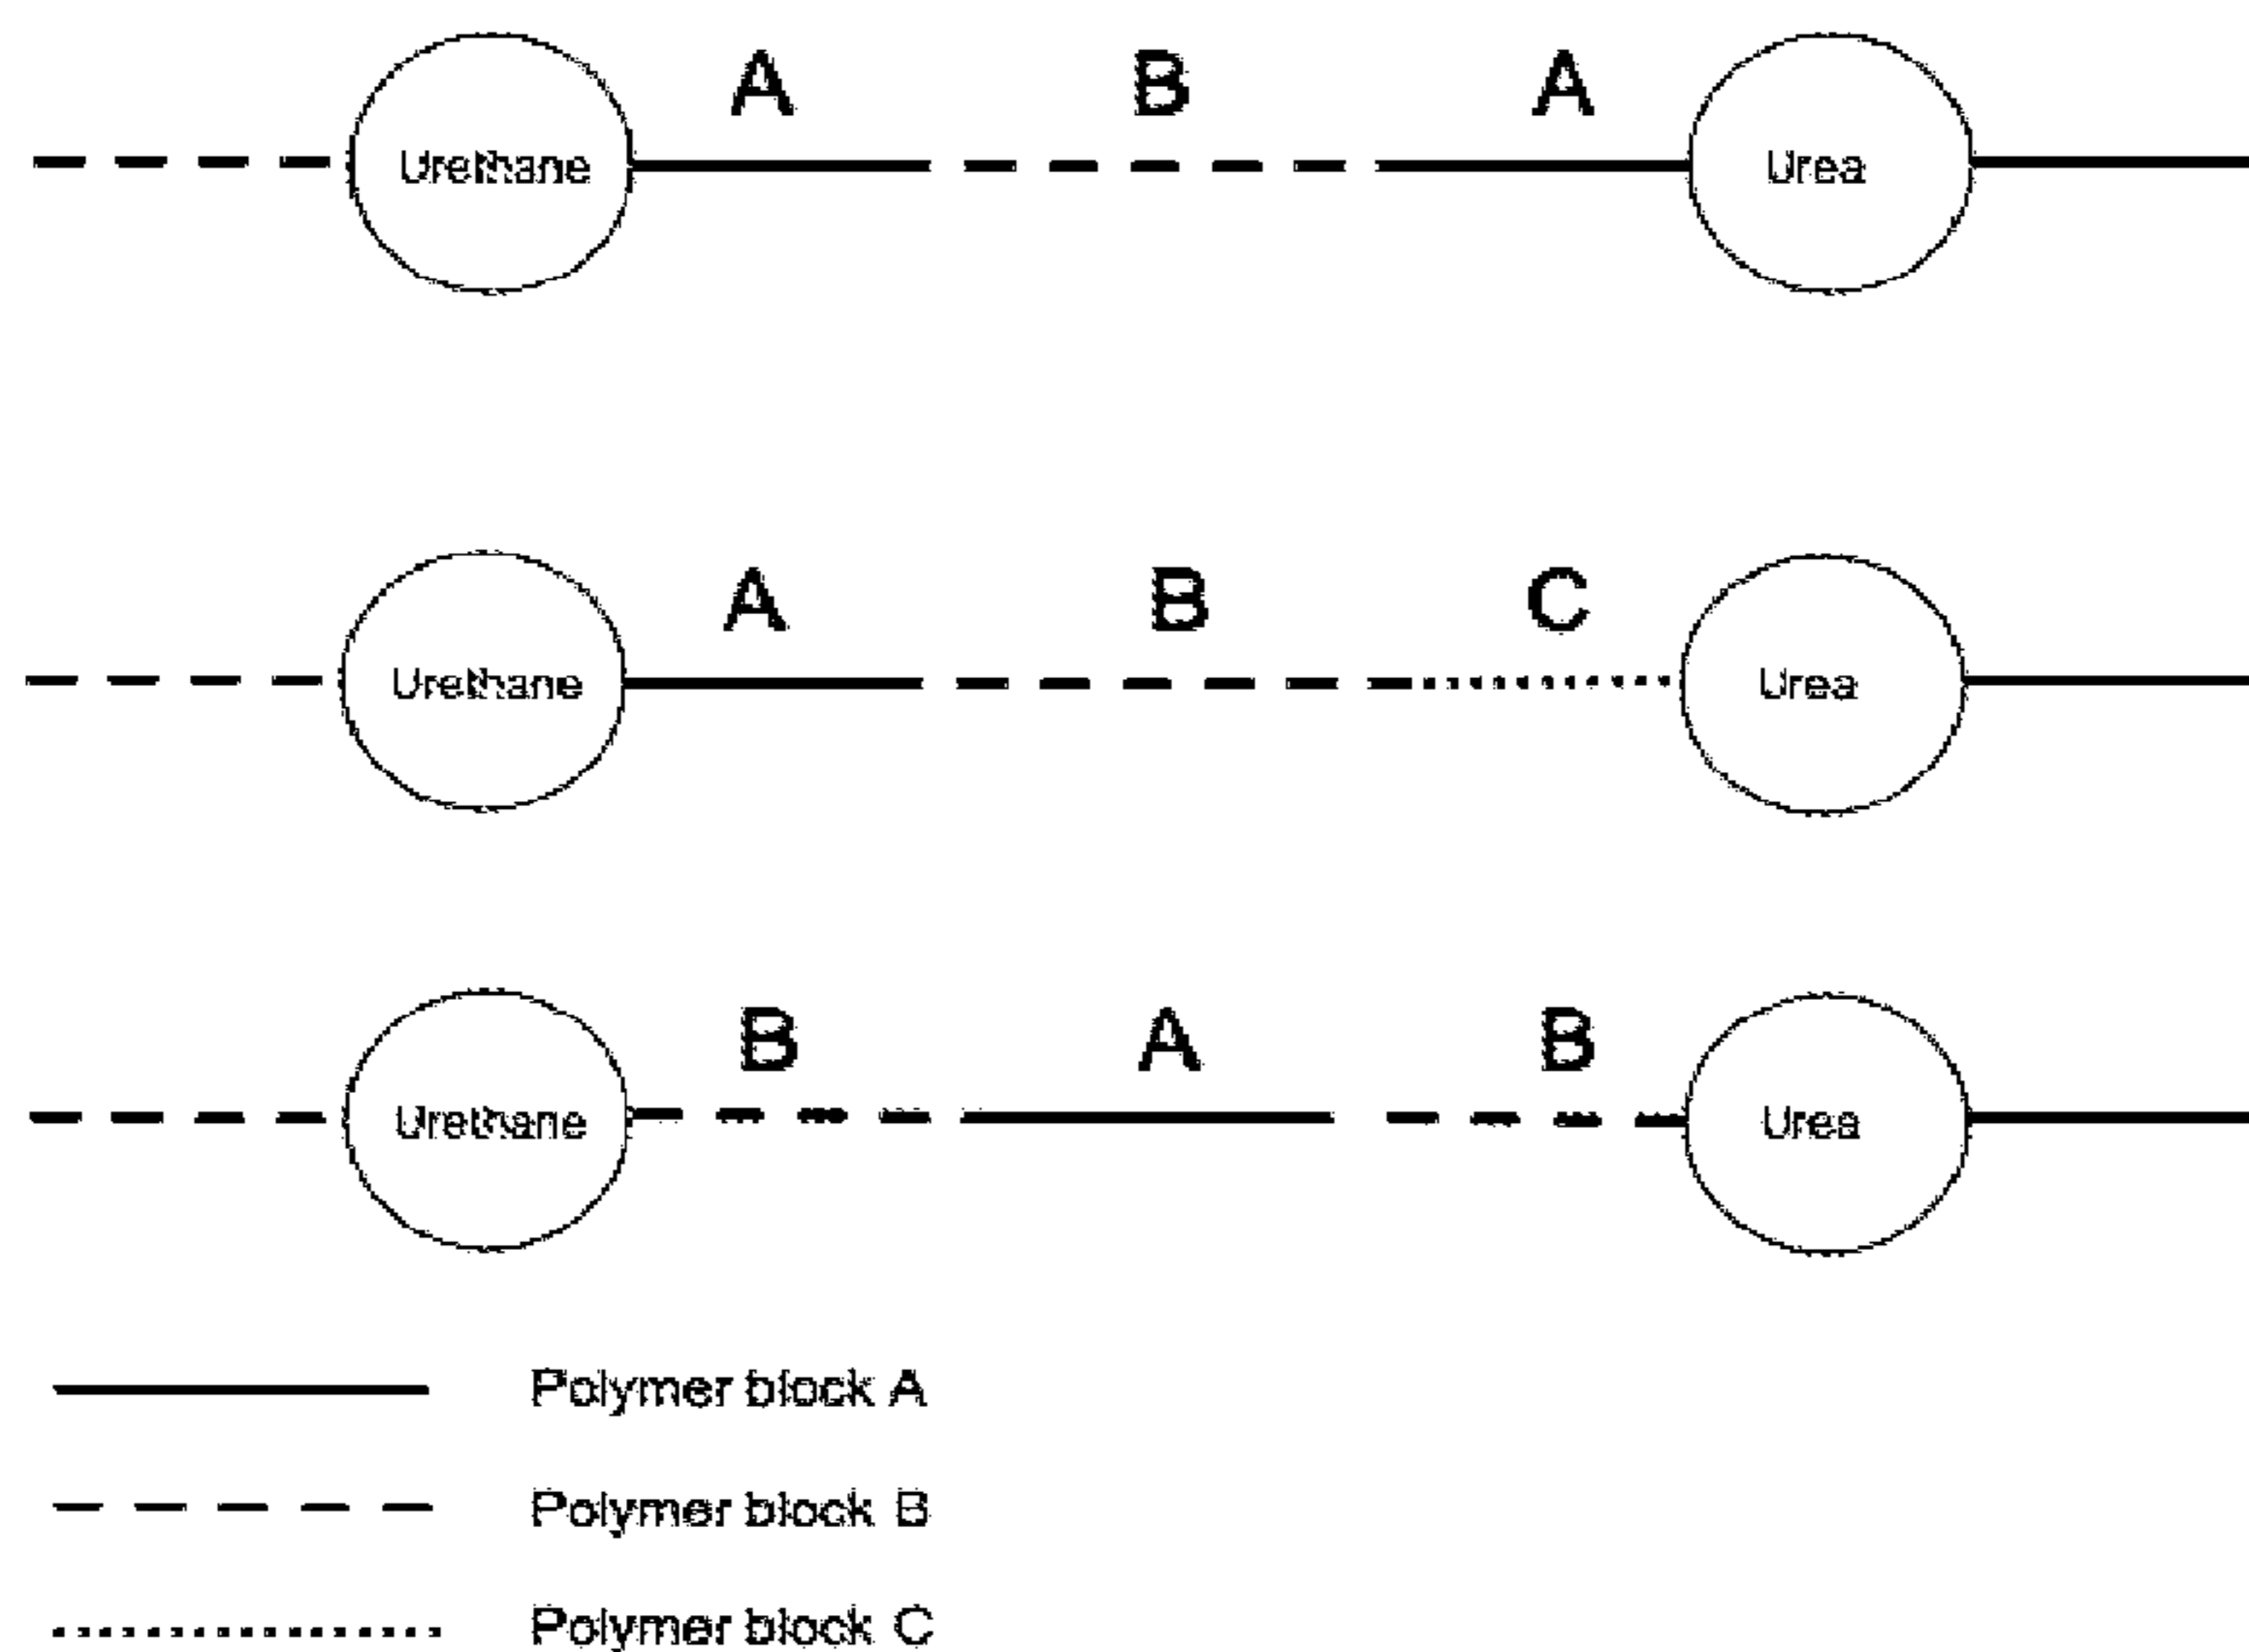 A B A
Urethane Urea
A B C
Urethane Urea
B A B
Urethane Urea
Polymer block A
Polymer block B
Polymer block C